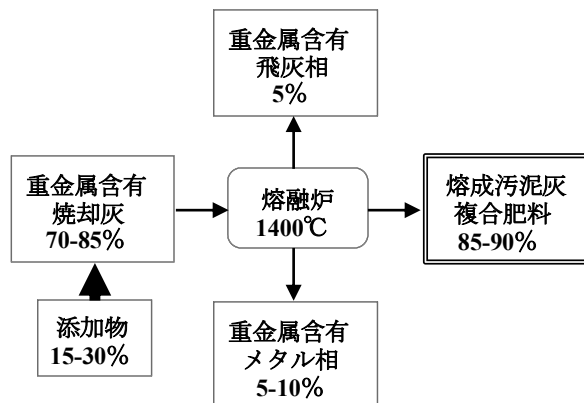 重金属含有
飛灰相
5%
重金属含有
焼却灰
70-85%
熔融炉
1400℃
熔成汚泥灰
複合肥料
85-90%
添加物
15-30%
重金属含有
メタル相
5-10%